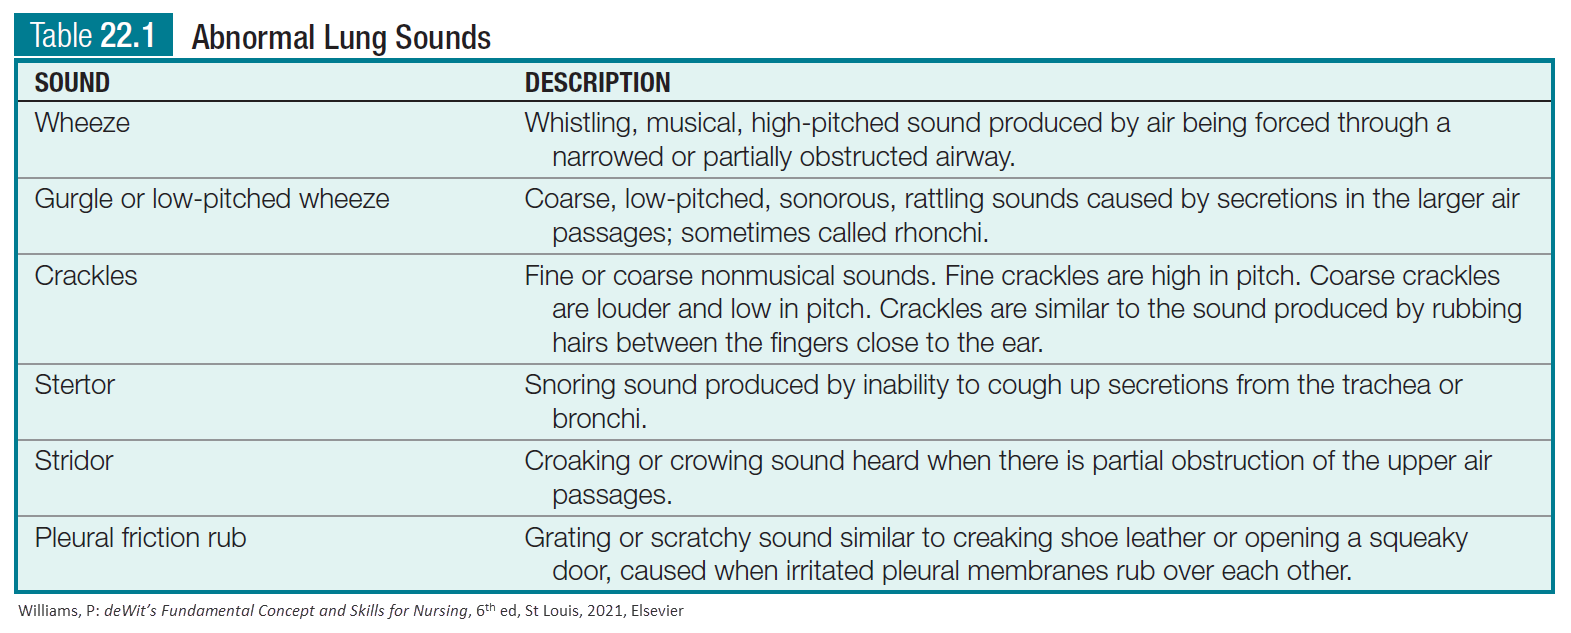 Table 22.1 Abnormal Lung Sounds
SOUND DESCRIPTION
Wheeze Whistling, musical, high-pitched sound produced by air being forced through a
narrowed or partially obstructed airway.
Gurgle or low-pitched wheeze Coarse, low-pitched, sonorous, rattling sounds caused by secretions in the larger air
passages; sometimes called rhonchi.
Crackles Fine or coarse nonmusical sounds. Fine crackles are high in pitch. Coarse crackles
are louder and low in pitch. Crackles are similar to the sound produced by rubbing
hairs between the fingers close to the ear.
Stertor Snoring sound produced by inability to cough up secretions from the trachea or
bronchi.
Stridor Croaking or crowing sound heard when there is partial obstruction of the upper air
passages.
Pleural friction rub Grating or scratchy sound similar to creaking shoe leather or opening a squeaky
door, caused when irritated pleural membranes rub over each other.
Williams, P: deWit's Fundamental Concept and Skills for Nursing, 6th ed, St Louis, 2021, Elsevier